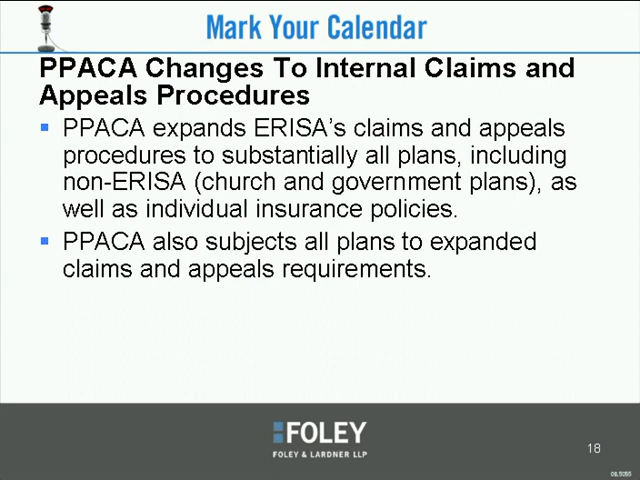 Mark Your Calendar
PPACA Changes To Internal Claims and
Appeals Procedures
PPACA expands ERISA's claims and appeals
procedures to substantially all plans, including
non-ERISA (church and government plans), as
well as individual insurance policies.
PPACA also subjects all plans to expanded
claims and appeals requirements.
FOLEY
FOLEY & LARDNER LLP
18